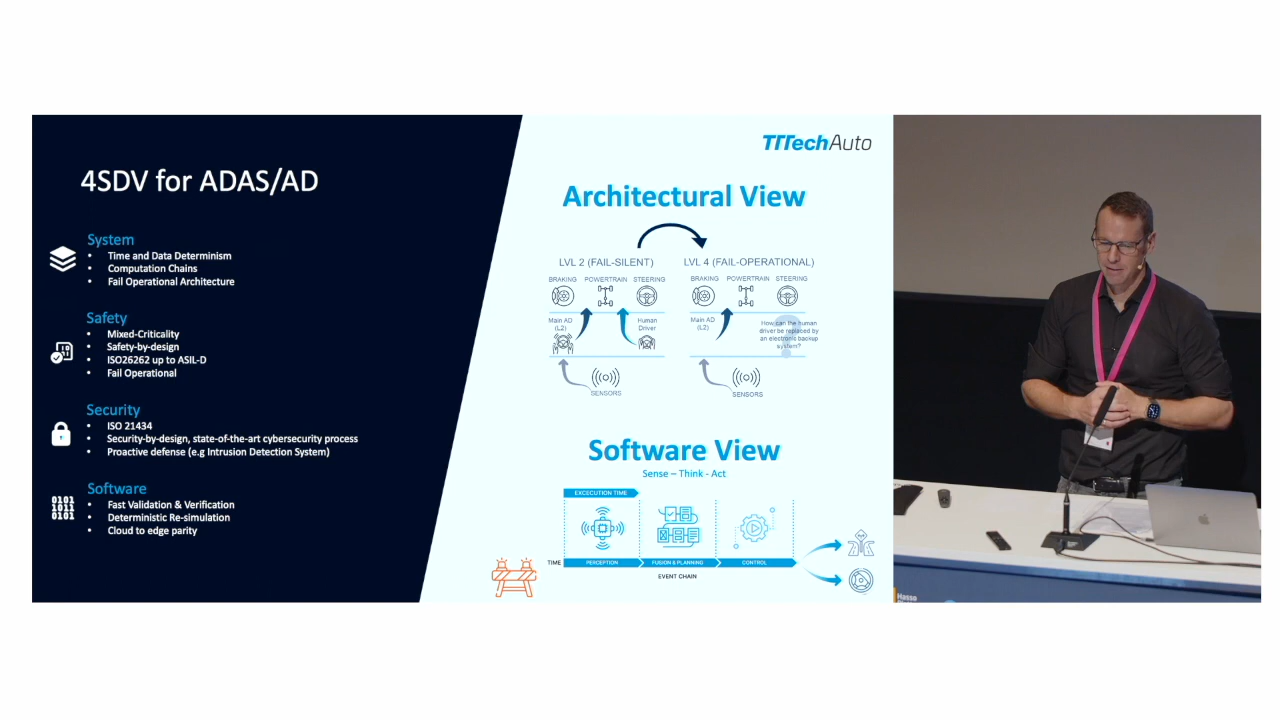 4SDV for ADAS/AD
System
• Time and Data Determinism
• Computation Chains
• Fail Operational Architecture
Safety
• Mixed-Criticality
• Safety-by-design
• ISO26262 up to ASIL-D
• Fail Operational
Security
• ISO 21434
• Security-by-design, state-of-the-art cybersecurity process
• Proactive defense (e.g Intrusion Detection System)
0101
1011
0101
Software
• Fast Validation & Verification
• Deterministic Re-simulation
• Cloud to edge parity
TTTechAuto
Architectural View
LVL 2 (FAIL-SILENT)
BRAKING POWERTRAIN STEERING
Main AD
(L2)
Human
Driver
SENSORS
LVL 4 (FAIL-OPERATIONAL)
BRAKING POWERTRAIN STEERING
Main AD
(L2)
?
How can the human
driver be replaced by
an electronic backup
system?
SENSORS
Software View
Sense – Think - Act
EXCECUTION TIME
TIME
PERCEPTION
FUSION & PLANNING
CONTROL
EVENT CHAIN
Hasso